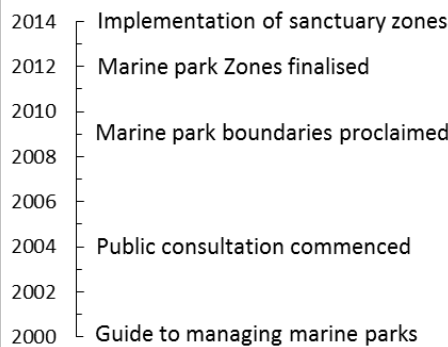 2014 Implementation of sanctuary zones
2012 Marine park Zones finalised
2010
Marine park boundaries proclaimed
2008
2006
2004 Public consultation commenced
2002
2000 Guide to managing marine parks